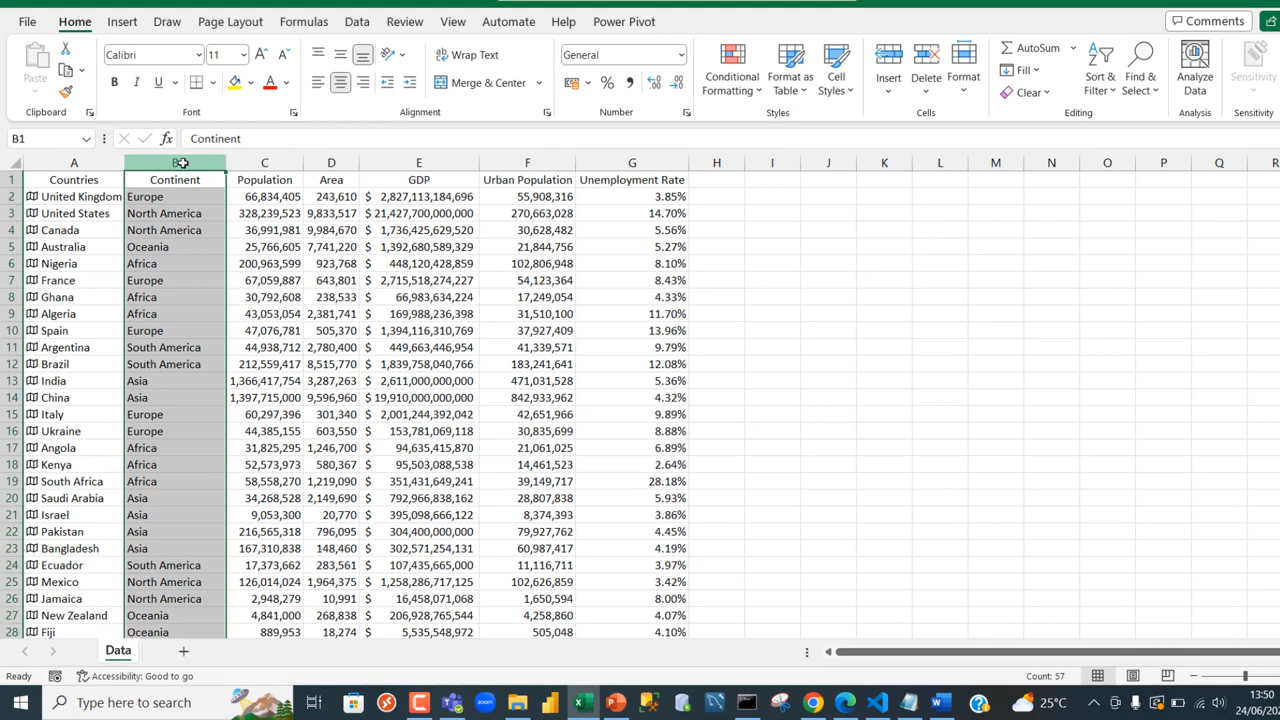 File Home Insert Draw Page Layout Formulas Data Review View Automate Help Power Pivot Comments
Paste Calibri 11 Wrap Text General Conditional Formatting Format as Table Cell Styles Insert Delete Format AutoSum Sort & Filter Find & Select Analyze Data Sensitivity
B I U Merge & Center Fill Clear
Clipboard Font Alignment Number Styles Cells Editing Analysis Sensitivity
B1 fx Continent
A B C D E F G H I J K L M N O P Q R
1 Countries Continent Population Area GDP Urban Population Unemployment Rate
2 United Kingdom Europe 66,834,405 243,610 $ 2,827,113,184,696 55,908,316 3.85%
3 United States North America 328,239,523 9,833,517 $ 21,427,700,000,000 270,663,028 14.70%
4 Canada North America 36,991,981 9,984,670 $ 1,736,425,629,520 30,628,482 5.56%
5 Australia Oceania 25,766,605 7,741,220 $ 1,392,680,589,329 21,844,756 5.27%
6 Nigeria Africa 200,963,599 923,768 $ 448,120,428,859 102,806,948 8.10%
7 France Europe 67,059,887 643,801 $ 2,715,518,274,227 54,123,364 8.43%
8 Ghana Africa 30,792,608 238,533 $ 66,983,634,224 17,249,054 4.33%
9 Algeria Africa 43,053,054 2,381,741 $ 169,988,236,398 31,510,100 11.70%
10 Spain Europe 47,076,781 505,370 $ 1,394,116,310,769 37,927,409 13.96%
11 Argentina South America 44,938,712 2,780,400 $ 449,663,446,954 41,339,571 9.79%
12 Brazil South America 212,559,417 8,515,770 $ 1,839,758,040,766 183,241,641 12.08%
13 India Asia 1,366,417,754 3,287,263 $ 2,611,000,000,000 471,031,528 5.36%
14 China Asia 1,397,715,000 9,596,960 $ 19,910,000,000,000 842,933,962 4.32%
15 Italy Europe 60,297,396 301,340 $ 2,001,244,392,042 42,651,966 9.89%
16 Ukraine Europe 44,385,155 603,550 $ 153,781,069,118 30,835,699 8.88%
17 Angola Africa 31,825,295 1,246,700 $ 94,635,415,870 21,061,025 6.89%
18 Kenya Africa 52,573,973 580,367 $ 95,503,088,538 14,461,523 2.64%
19 South Africa Africa 58,558,270 1,219,090 $ 351,431,649,241 39,149,717 28.18%
20 Saudi Arabia Asia 34,268,528 2,149,690 $ 792,966,838,162 28,807,838 5.93%
21 Israel Asia 9,053,300 20,770 $ 395,098,666,122 8,374,393 3.86%
22 Pakistan Asia 216,565,318 796,095 $ 304,400,000,000 79,927,762 4.45%
23 Bangladesh Asia 167,310,838 148,460 $ 302,571,254,131 60,987,417 4.19%
24 Ecuador South America 17,373,662 283,561 $ 107,435,665,000 11,116,711 3.97%
25 Mexico North America 126,014,024 1,964,375 $ 1,258,286,717,125 102,626,859 3.42%
26 Jamaica North America 2,948,279 10,991 $ 16,458,071,068 1,650,594 8.00%
27 New Zealand Oceania 4,841,000 268,838 $ 206,928,765,544 4,258,860 4.07%
28 Fiji Oceania 889,953 18,274 $ 5,535,548,972 505,048 4.10%
Data
Ready Accessibility: Good to go Count: 57
Type here to search 25°C 13:50
24/06/202